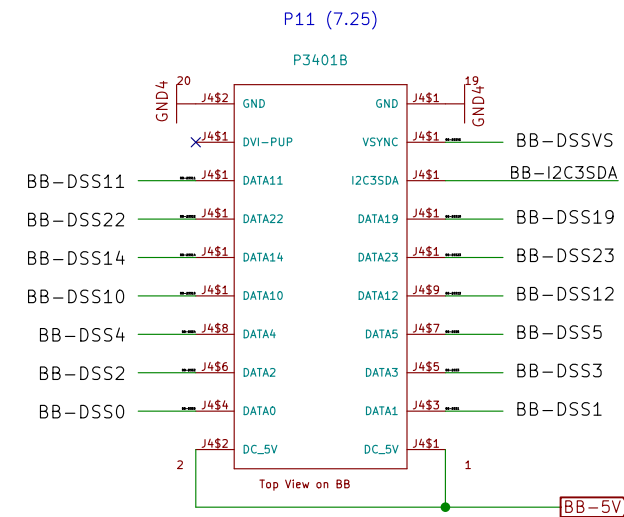 P11 (7.25)
P3401B
20 19
GND4 J4$2 GND GND J4$1 GND4
J4$1 DVI-PUP VSYNC J4$1 BB-DSSVS
BB-DSS11 J4$1 DATA11 I2C3SDA J4$1 BB-I2C3SDA
BB-DSS22 J4$1 DATA22 DATA19 J4$1 BB-DSS19
BB-DSS14 J4$1 DATA14 DATA23 J4$1 BB-DSS23
BB-DSS10 J4$1 DATA10 DATA12 J4$9 BB-DSS12
BB-DSS4 J4$8 DATA4 DATA5 J4$7 BB-DSS5
BB-DSS2 J4$6 DATA2 DATA3 J4$5 BB-DSS3
BB-DSS0 J4$4 DATA0 DATA1 J4$3 BB-DSS1
J4$2 DC_5V DC_5V J4$1
2 1
Top View on BB
BB-5V